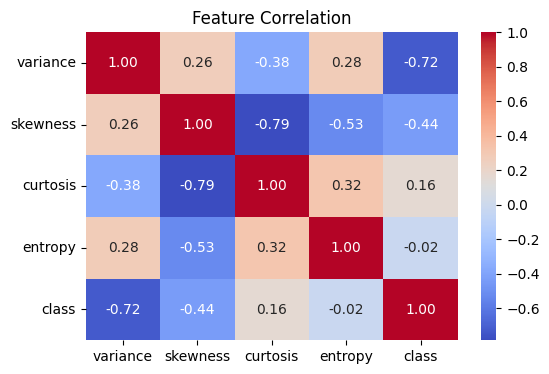 Feature Correlation
variance 1.00 0.26 -0.38 0.28 -0.72
skewness 0.26 1.00 -0.79 -0.53 -0.44
curtosis -0.38 -0.79 1.00 0.32 0.16
entropy 0.28 -0.53 0.32 1.00 -0.02
class -0.72 -0.44 0.16 -0.02 1.00
variance skewness curtosis entropy class
1.0
0.8
0.6
0.4
0.2
0.0
−0.2
−0.4
−0.6